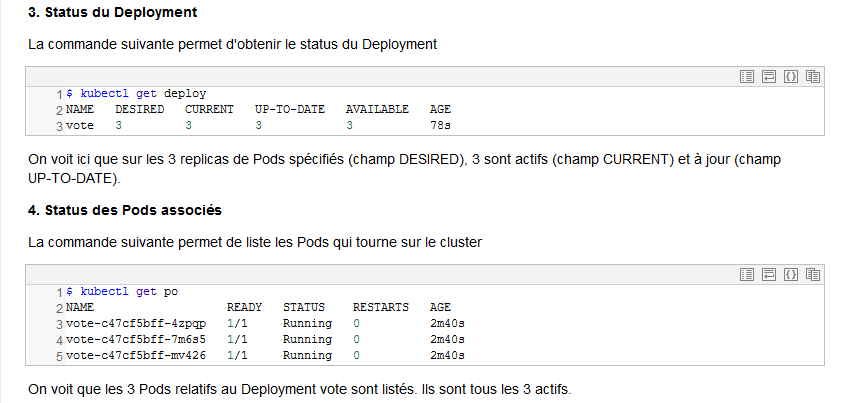 3. Status du Deployment
La commande suivante permet d'obtenir le status du Deployment
1 $ kubectl get deploy
2 NAME DESIRED CURRENT UP-TO-DATE AVAILABLE AGE
3 vote 3 3 3 3 78s
On voit ici que sur les 3 replicas de Pods spécifiés (champ DESIRED), 3 sont actifs (champ CURRENT) et à jour (champ
UP-TO-DATE).
4. Status des Pods associés
La commande suivante permet de liste les Pods qui tourne sur le cluster
1 $ kubectl get po
2 NAME READY STATUS RESTARTS AGE
3 vote-c47cf5bff-4zpqp 1/1 Running 0 2m40s
4 vote-c47cf5bff-7m6s5 1/1 Running 0 2m40s
5 vote-c47cf5bff-mv426 1/1 Running 0 2m40s
On voit que les 3 Pods relatifs au Deployment vote sont listés. Ils sont tous les 3 actifs.